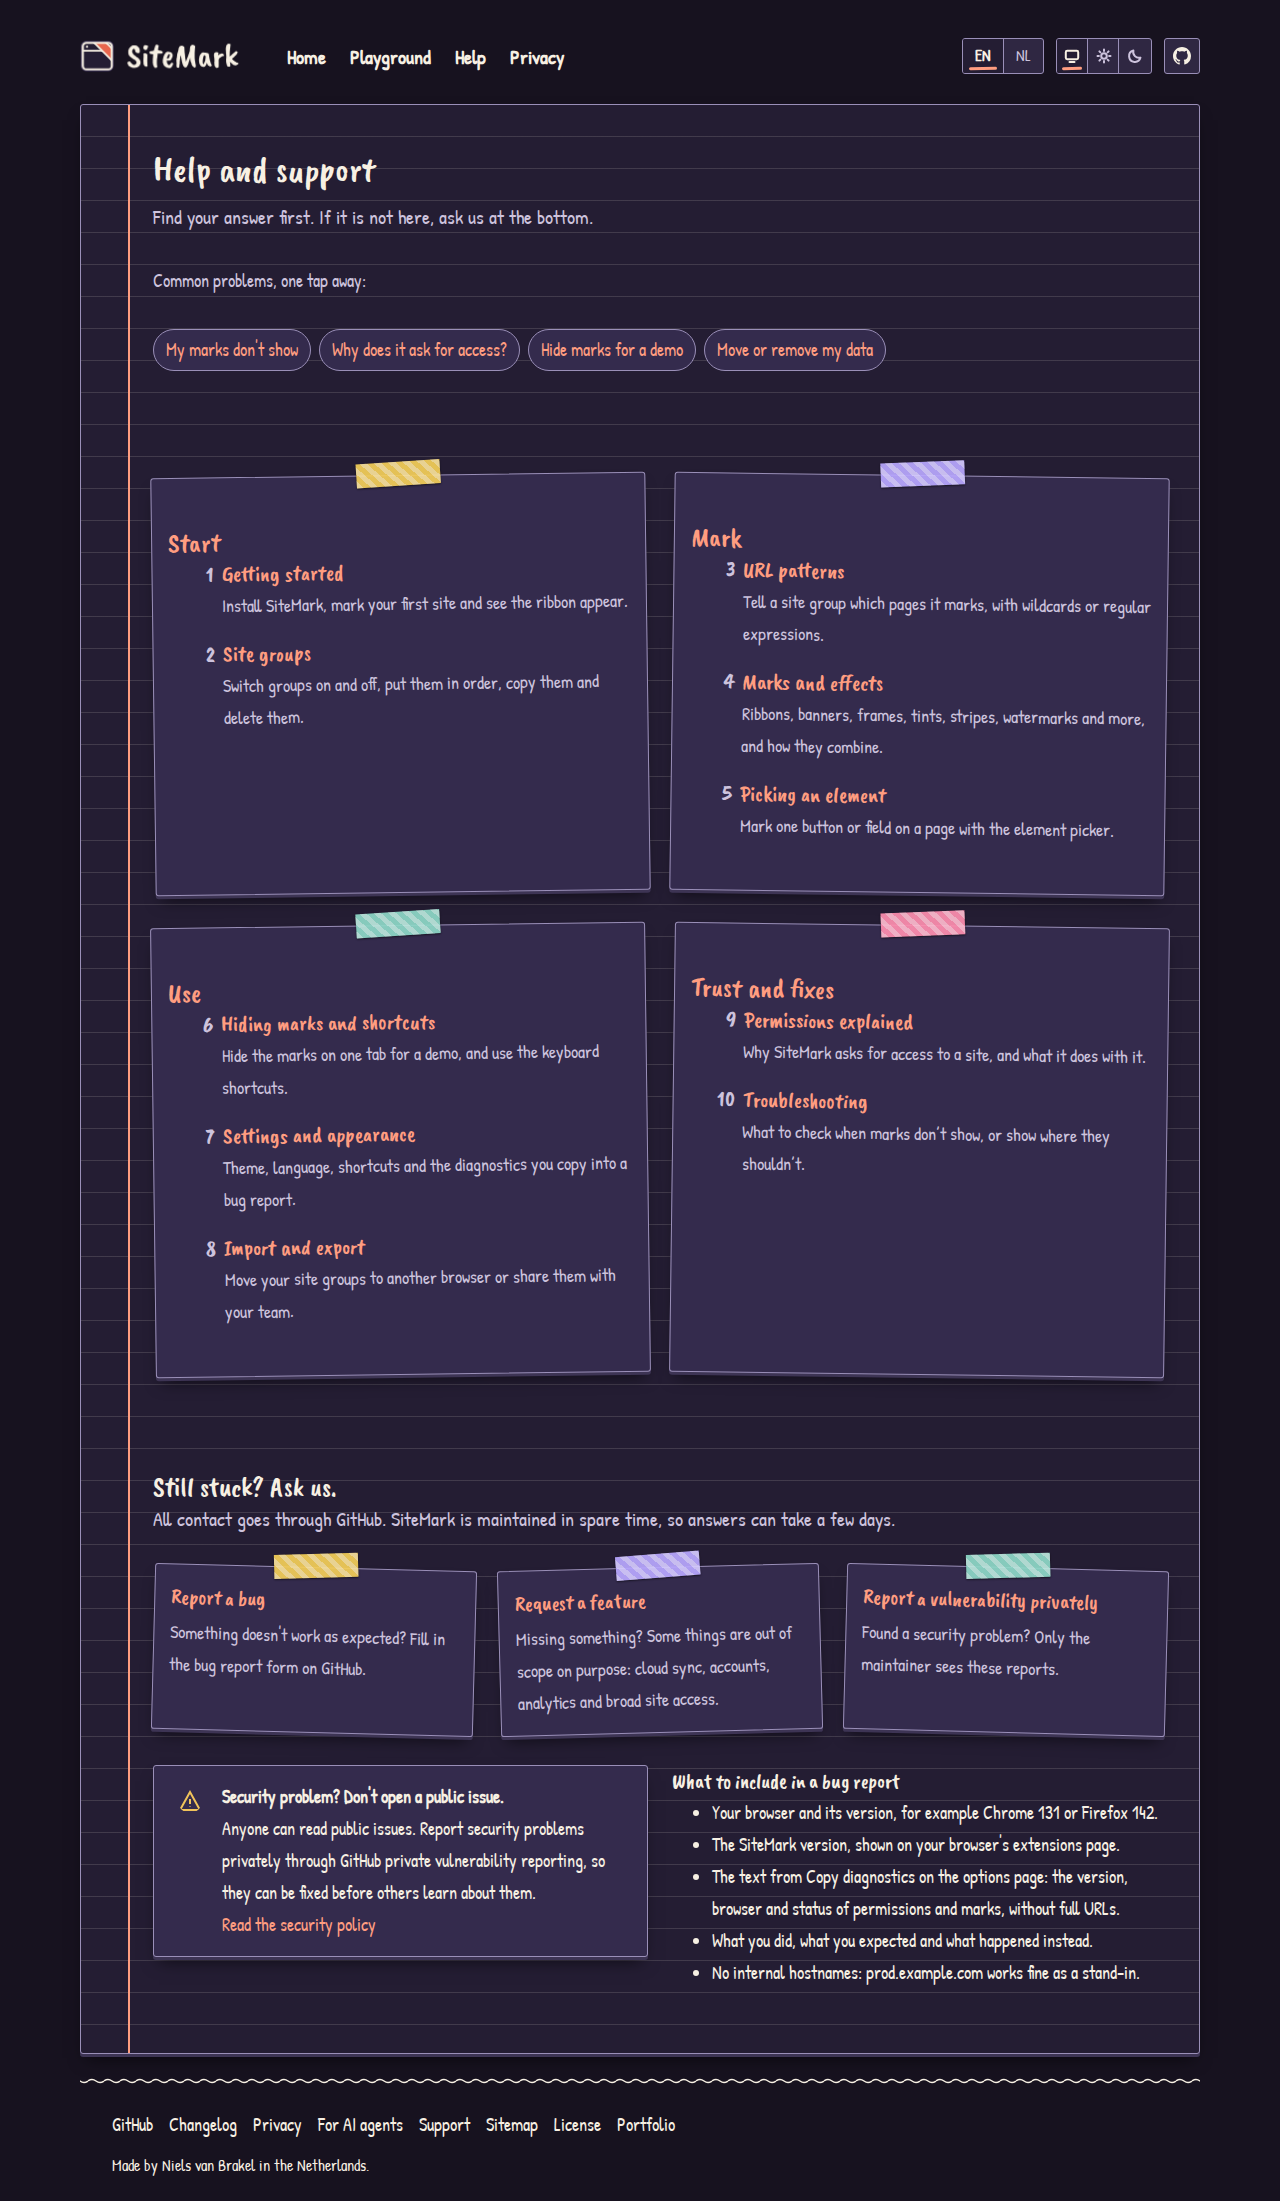 SiteMark
Home Playground Help Privacy
EN NL
Help and support
Find your answer first. If it is not here, ask us at the bottom.
Common problems, one tap away:
My marks don't show Why does it ask for access? Hide marks for a demo Move or remove my data
Start
1 Getting started
Install SiteMark, mark your first site and see the ribbon appear.
2 Site groups
Switch groups on and off, put them in order, copy them and
delete them.
Mark
3 URL patterns
Tell a site group which pages it marks, with wildcards or regular
expressions.
4 Marks and effects
Ribbons, banners, frames, tints, stripes, watermarks and more,
and how they combine.
5 Picking an element
Mark one button or field on a page with the element picker.
Use
6 Hiding marks and shortcuts
Hide the marks on one tab for a demo, and use the keyboard
shortcuts.
7 Settings and appearance
Theme, language, shortcuts and the diagnostics you copy into a
bug report.
8 Import and export
Move your site groups to another browser or share them with
your team.
Trust and fixes
9 Permissions explained
Why SiteMark asks for access to a site, and what it does with it.
10 Troubleshooting
What to check when marks don't show, or show where they
shouldn't.
Still stuck? Ask us.
All contact goes through GitHub. SiteMark is maintained in spare time, so answers can take a few days.
Report a bug
Something doesn't work as expected? Fill in
the bug report form on GitHub.
Request a feature
Missing something? Some things are out of
scope on purpose: cloud sync, accounts,
analytics and broad site access.
Report a vulnerability privately
Found a security problem? Only the
maintainer sees these reports.
Security problem? Don't open a public issue.
Anyone can read public issues. Report security problems
privately through GitHub private vulnerability reporting, so
they can be fixed before others learn about them.
Read the security policy
What to include in a bug report
• Your browser and its version, for example Chrome 131 or Firefox 142.
• The SiteMark version, shown on your browser's extensions page.
• The text from Copy diagnostics on the options page: the version,
browser and status of permissions and marks, without full URLs.
• What you did, what you expected and what happened instead.
• No internal hostnames: prod.example.com works fine as a stand-in.
GitHub Changelog Privacy For AI agents Support Sitemap License Portfolio
Made by Niels van Brakel in the Netherlands.